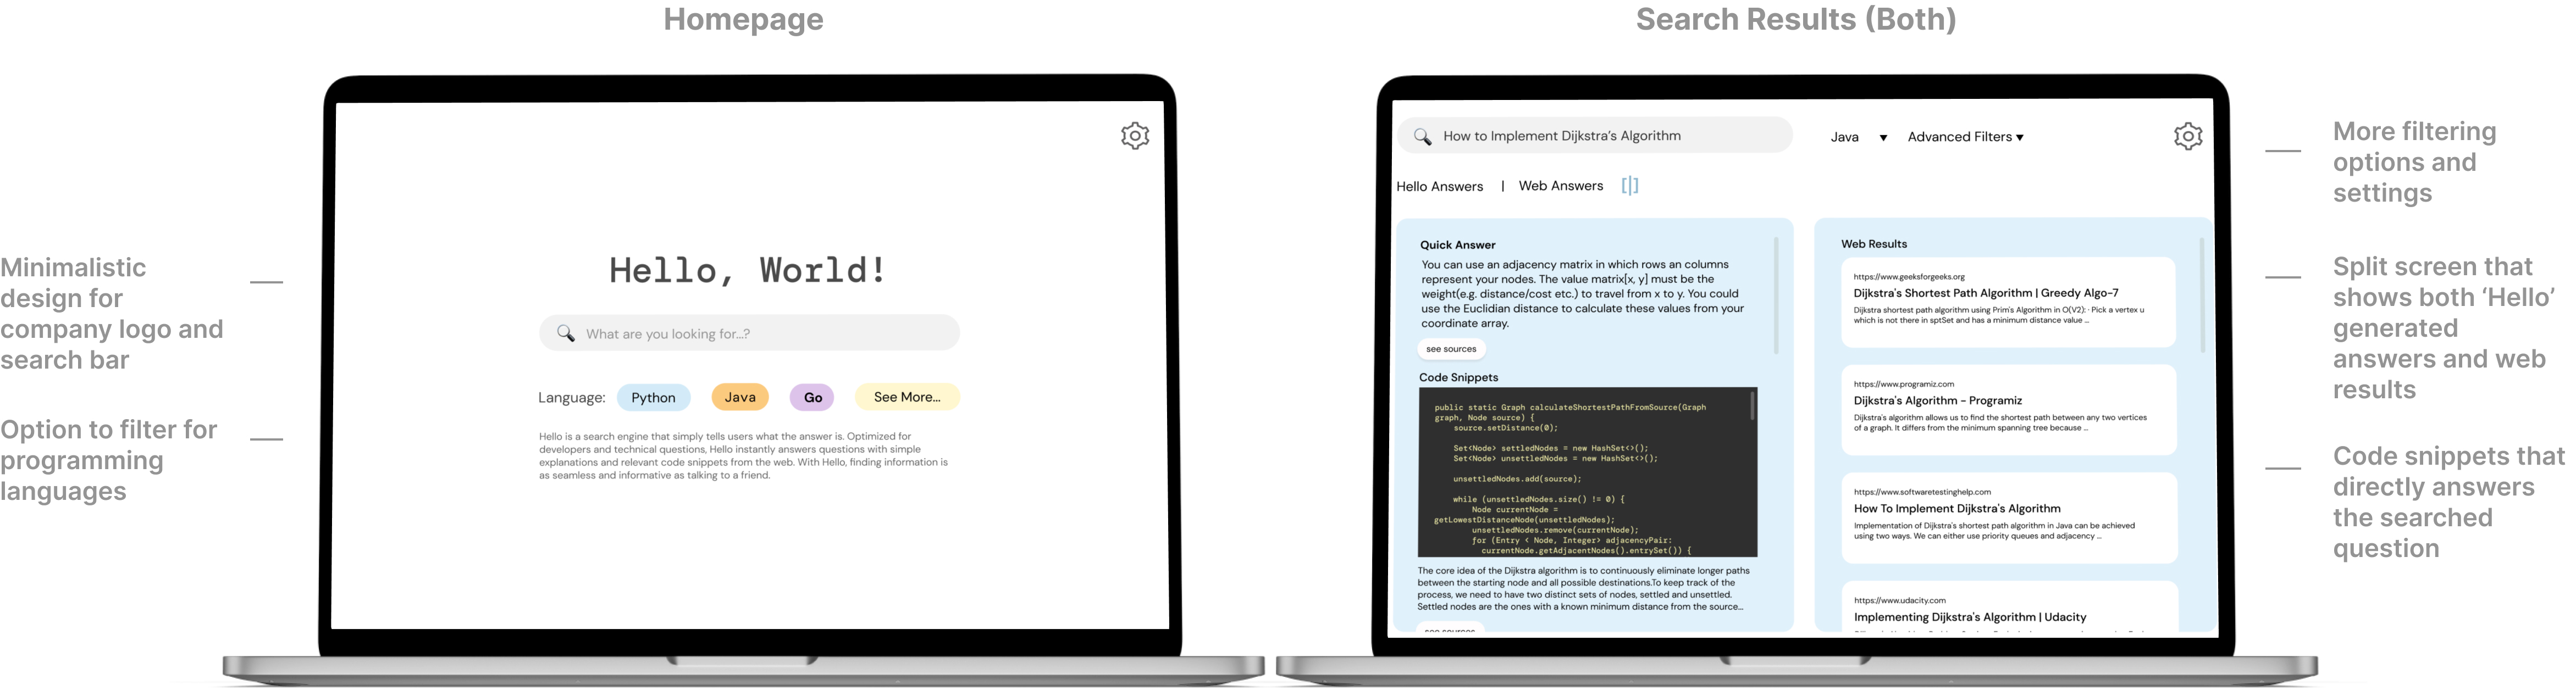 Homepage
Minimalistic
design for
company logo and
search bar
Option to filter for
programming
languages
Hello, World!
What are you looking for...?
Language: Python Java Go See More...
Hello is a search engine that simply tells users what the answer is. Optimized for
developers and technical questions, Hello instantly answers questions with simple
explanations and relevant code snippets from the web. With Hello, finding information is
as seamless and informative as talking to a friend.
Search Results (Both)
How to Implement Dijkstra's Algorithm
Java ▼ Advanced Filters ▼
Hello Answers | Web Answers [|]
Quick Answer
You can use an adjacency matrix in which rows an columns
represent your nodes. The value matrix[x, y] must be the
weight(e.g. distance/cost etc.) to travel from x to y. You could
use the Euclidian distance to calculate these values from your
coordinate array.
see sources
Code Snippets
public static Graph calculateShortestPathFromSource(Graph
graph, Node source) {
source.setDistance(0);
Set<Node> settledNodes = new HashSet<>();
Set<Node> unsettledNodes = new HashSet<>();
unsettledNodes.add(source);
while (unsettledNodes.size() != 0) {
Node currentNode =
getLowestDistanceNode(unsettledNodes);
unsettledNodes.remove(currentNode);
for (Entry < Node, Integer> adjacencyPair:
currentNode.getAdjacentNodes().entrySet()) {
The core idea of the Dijkstra algorithm is to continuously eliminate longer paths
between the starting node and all possible destinations.To keep track of the
process, we need to have two distinct sets of nodes, settled and unsettled.
Settled nodes are the ones with a known minimum distance from the source...
see sources
Web Results
https://www.geeksforgeeks.org
Dijkstra's Shortest Path Algorithm | Greedy Algo-7
Dijkstra shortest path algorithm using Prim's Algorithm in O(V2): · Pick a vertex u
which is not there in sptSet and has a minimum distance value ...
https://www.programiz.com
Dijkstra's Algorithm - Programiz
Dijkstra's algorithm allows us to find the shortest path between any two vertices
of a graph. It differs from the minimum spanning tree because ...
https://www.softwaretestinghelp.com
How To Implement Dijkstra's Algorithm
Implementation of Dijkstra's shortest path algorithm in Java can be achieved
using two ways. We can either use priority queues and adjacency ...
https://www.udacity.com
Implementing Dijkstra's Algorithm | Udacity
More filtering
options and
settings
Split screen that
shows both ‘Hello’
generated
answers and web
results
Code snippets that
directly answers
the searched
question